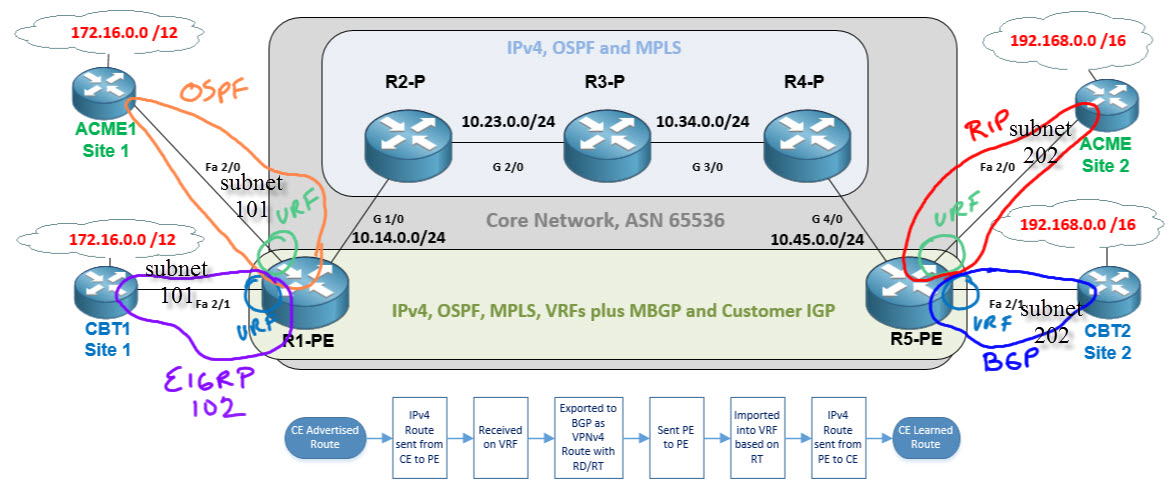 172.16.0.0 /12
OSPF
ACME1
Site 1
Fa 2/0
subnet
101
VRF
172.16.0.0 /12
subnet
101
Fa 2/1
VRF
CBT1
Site 1
EIGRP
102
R1-PE
IPv4, OSPF and MPLS
R2-P
R3-P
R4-P
10.23.0.0/24
10.34.0.0/24
G 2/0
G 3/0
G 1/0
10.14.0.0/24
Core Network, ASN 65536
G 4/0
10.45.0.0/24
IPv4, OSPF, MPLS, VRFs plus MBGP and Customer IGP
192.168.0.0 /16
RIP
subnet
202
Fa 2/0
ACME
Site 2
VRF
192.168.0.0 /16
R5-PE
Fa 2/1
VRF
subnet
202
CBT2
Site 2
BGP
CE Advertised
Route
IPv4
Route
sent from
CE to PE
Received
on VRF
Exported to
BGP as
VPNv4
Route with
RD/RT
Sent PE
to PE
Imported
into VRF
based on
RT
IPv4
Route
sent from
PE to CE
CE Learned
Route